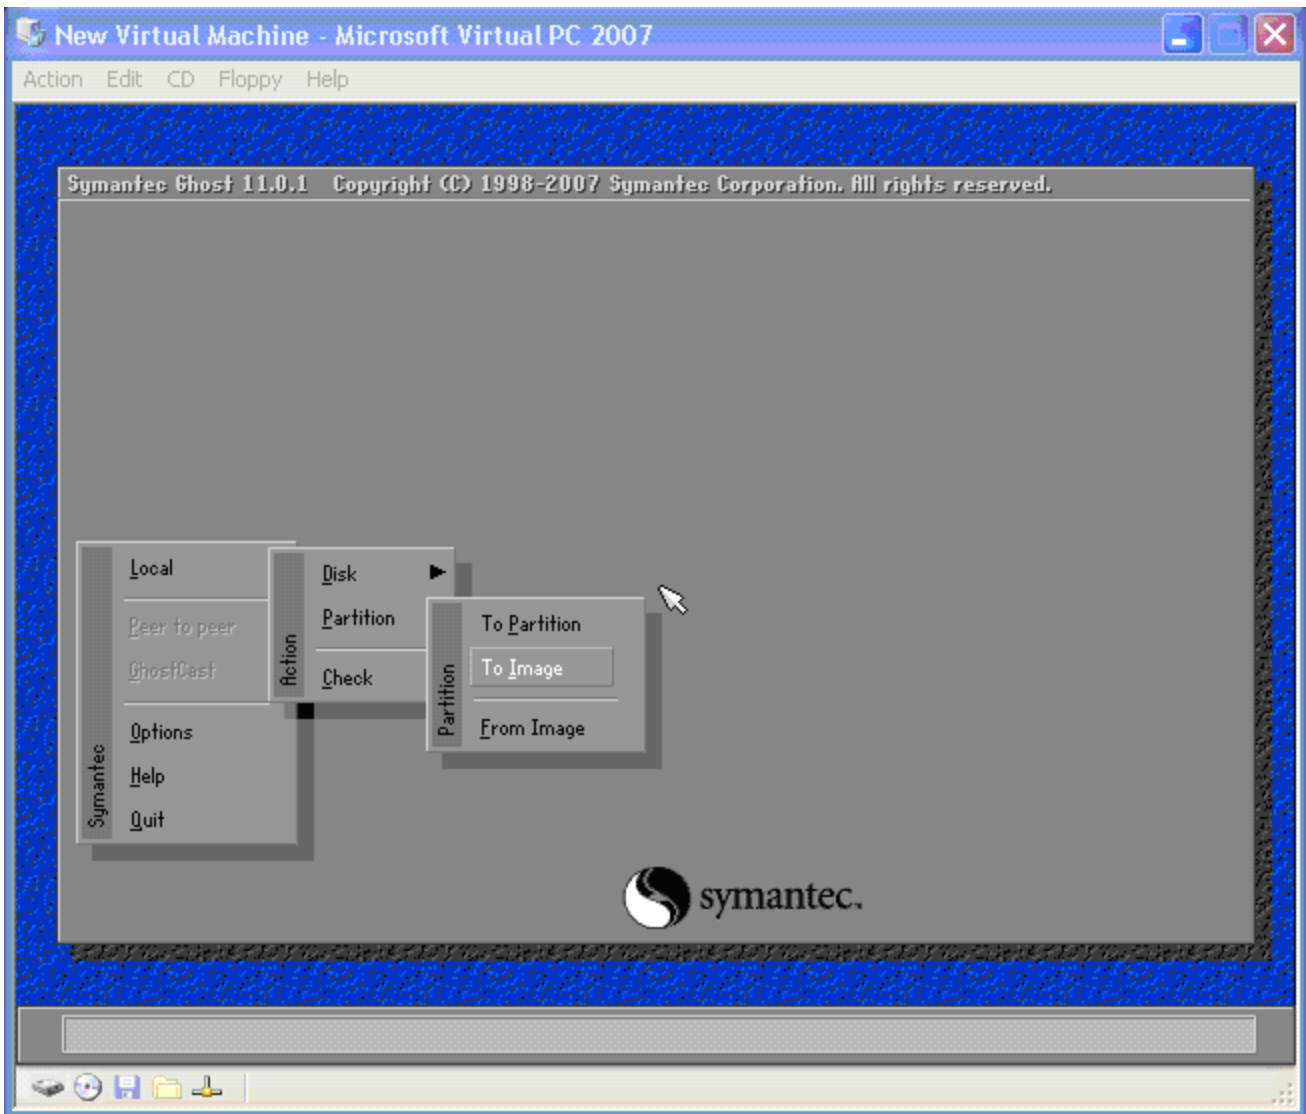 New Virtual Machine - Microsoft Virtual PC 2007
Action Edit CD Floppy Help
Symantec Ghost 11.0.1 Copyright (C) 1998-2007 Symantec Corporation. All rights reserved.
Symantec
Local
Peer to peer
GhostCast
Options
Help
Quit
Action
Disk
Partition
Check
Partition
To Partition
To Image
From Image
symantec.